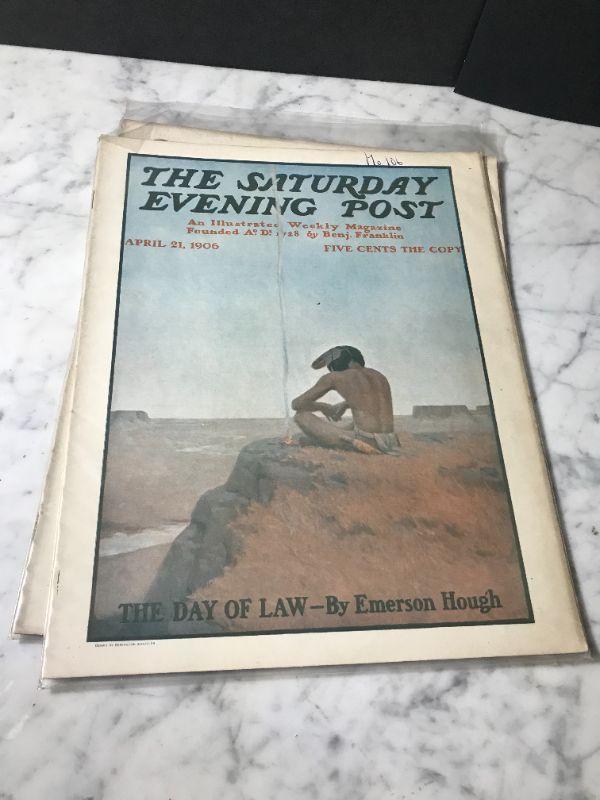 THE SATURDAY
EVENING POST
An Illustrated Weekly Magazine
Founded A.º D.¹ 1728 by Benj. Franklin
APRIL 21, 1906
FIVE CENTS THE COPY
THE DAY OF LAW—By Emerson Hough